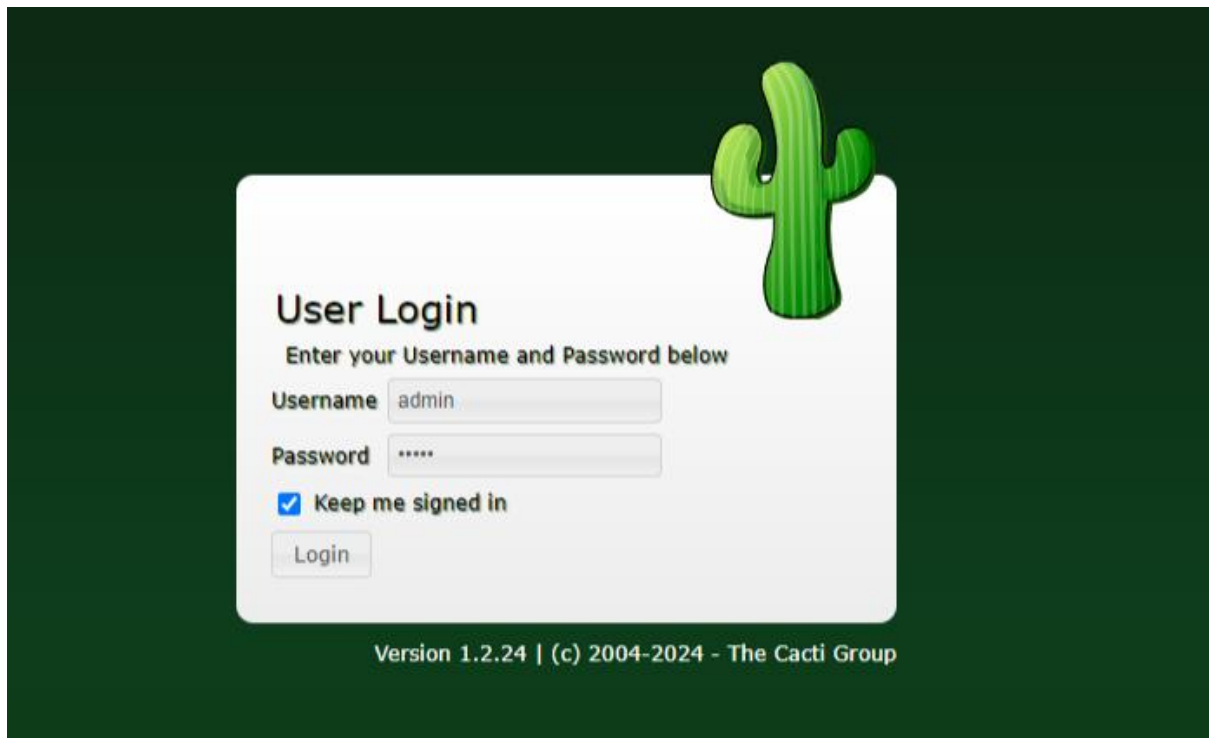 User Login
Enter your Username and Password below
Username admin
Password •••••
Keep me signed in
Login
Version 1.2.24 | (c) 2004-2024 - The Cacti Group